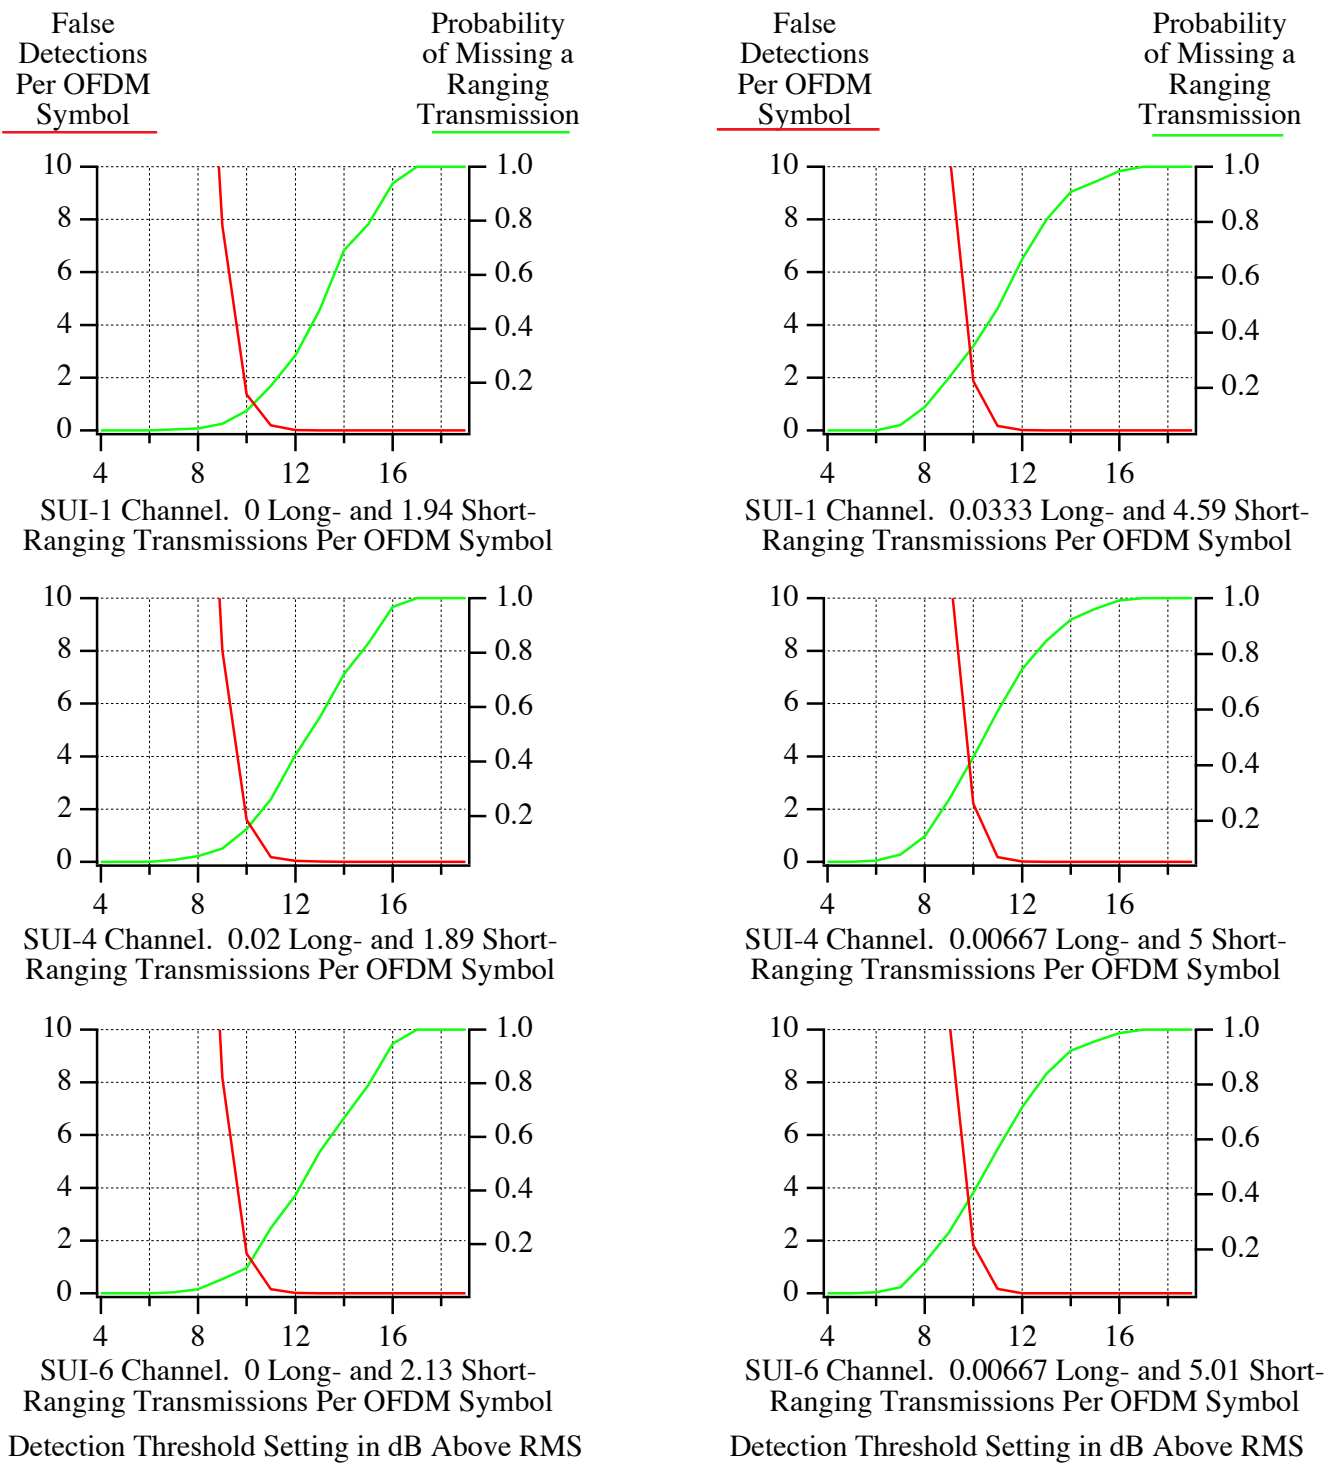 False
Detections
Per OFDM
Symbol
Probability
of Missing a
Ranging
Transmission
10
8
6
4
2
0
1.0
0.8
0.6
0.4
0.2
4 8 12 16
SUI-1 Channel. 0 Long- and 1.94 Short-
Ranging Transmissions Per OFDM Symbol
False
Detections
Per OFDM
Symbol
Probability
of Missing a
Ranging
Transmission
10
8
6
4
2
0
1.0
0.8
0.6
0.4
0.2
4 8 12 16
SUI-1 Channel. 0.0333 Long- and 4.59 Short-
Ranging Transmissions Per OFDM Symbol
10
8
6
4
2
0
1.0
0.8
0.6
0.4
0.2
4 8 12 16
SUI-4 Channel. 0.02 Long- and 1.89 Short-
Ranging Transmissions Per OFDM Symbol
10
8
6
4
2
0
1.0
0.8
0.6
0.4
0.2
4 8 12 16
SUI-4 Channel. 0.00667 Long- and 5 Short-
Ranging Transmissions Per OFDM Symbol
10
8
6
4
2
0
1.0
0.8
0.6
0.4
0.2
4 8 12 16
SUI-6 Channel. 0 Long- and 2.13 Short-
Ranging Transmissions Per OFDM Symbol
Detection Threshold Setting in dB Above RMS
10
8
6
4
2
0
1.0
0.8
0.6
0.4
0.2
4 8 12 16
SUI-6 Channel. 0.00667 Long- and 5.01 Short-
Ranging Transmissions Per OFDM Symbol
Detection Threshold Setting in dB Above RMS